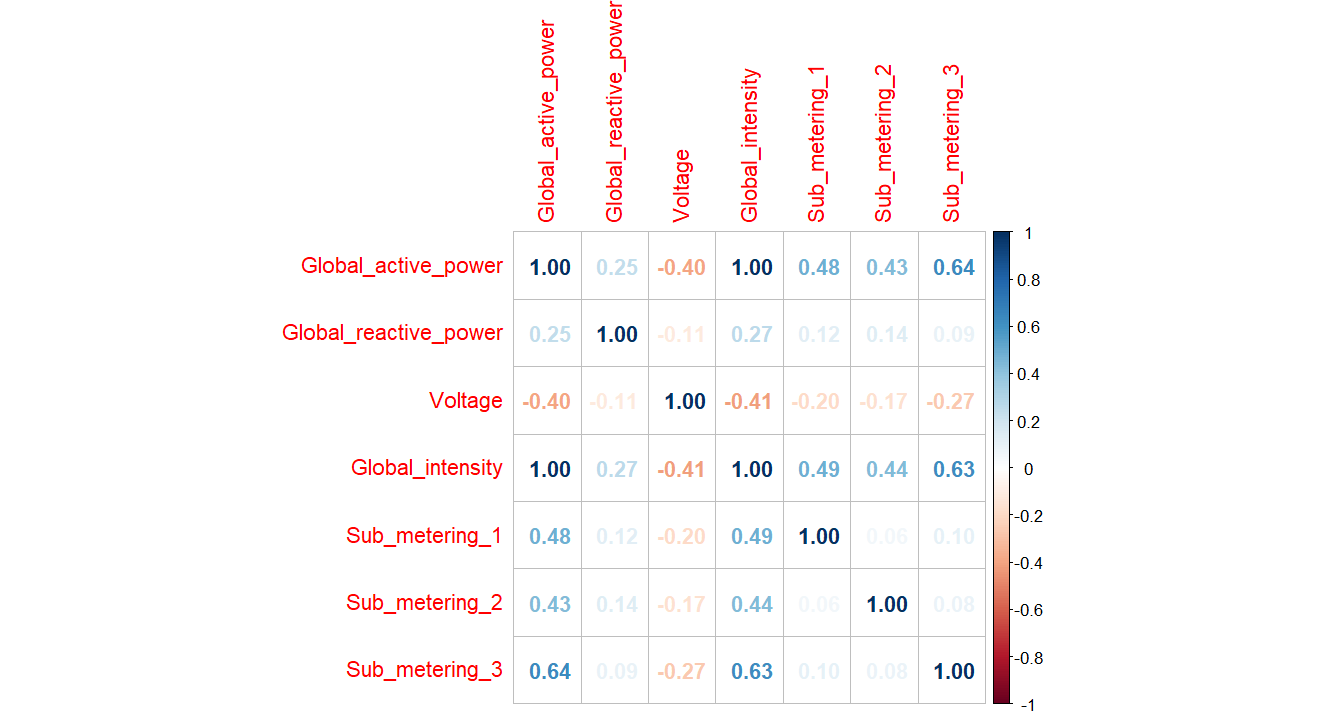 Global_active_power
Global_reactive_power
Voltage
Global_intensity
Sub_metering_1
Sub_metering_2
Sub_metering_3
Global_active_power 1.00 0.25 -0.40 1.00 0.48 0.43 0.64
Global_reactive_power 0.25 1.00 -0.11 0.27 0.12 0.14 0.09
Voltage -0.40 -0.11 1.00 -0.41 -0.20 -0.17 -0.27
Global_intensity 1.00 0.27 -0.41 1.00 0.49 0.44 0.63
Sub_metering_1 0.48 0.12 -0.20 0.49 1.00 0.06 0.10
Sub_metering_2 0.43 0.14 -0.17 0.44 0.06 1.00 0.08
Sub_metering_3 0.64 0.09 -0.27 0.63 0.10 0.08 1.00
1
0.8
0.6
0.4
0.2
0
-0.2
-0.4
-0.6
-0.8
-1